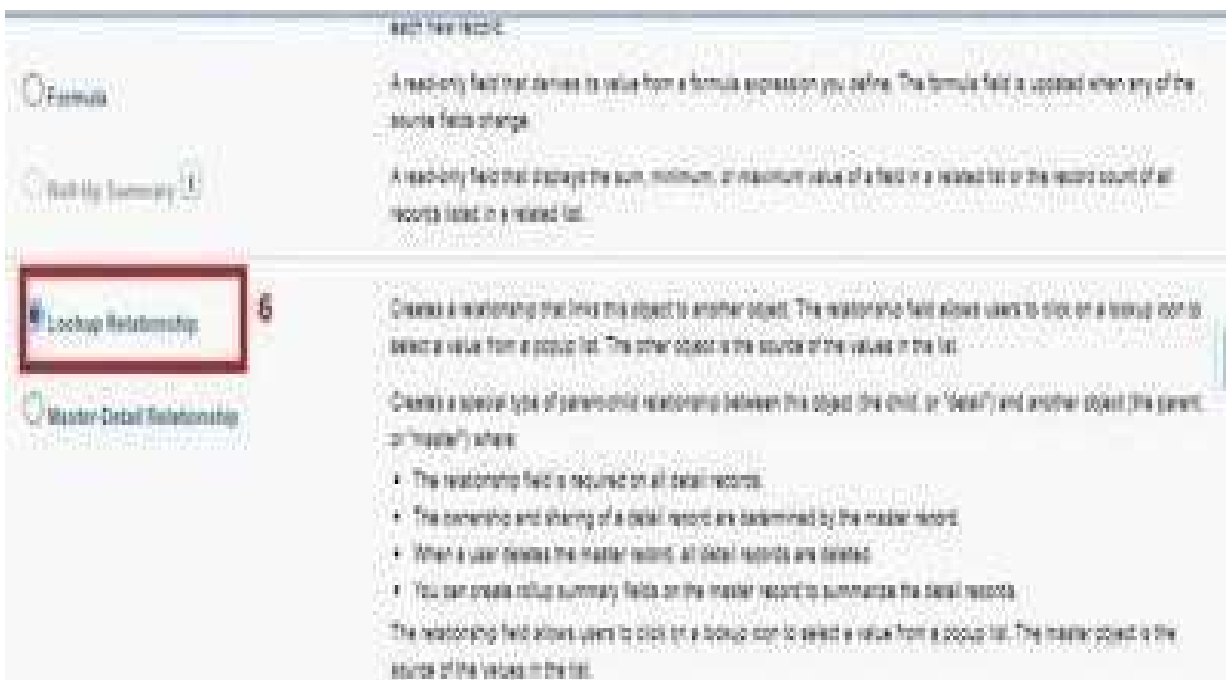 each new record.
Formula
A read-only field that derives its value from a formula expression you define. The formula field is updated when any of the
source fields change.
Roll-Up Summary
A read-only field that displays the sum, minimum, or maximum value of a field in a related list or the record count of all
records listed in a related list.
Lookup Relationship
6
Creates a relationship that links this object to another object. The relationship field allows users to click on a lookup icon to
select a value from a popup list. The other object is the source of the values in the list.
Master-Detail Relationship
Creates a special type of parent-child relationship between this object (the child, or "detail") and another object (the parent,
or "master") where:
• The relationship field is required on all detail records.
• The ownership and sharing of a detail record are determined by the master record.
• When a user deletes the master record, all detail records are deleted.
• You can create rollup summary fields on the master record to summarize the detail records.
The relationship field allows users to click on a lookup icon to select a value from a popup list. The master object is the
source of the values in the list.